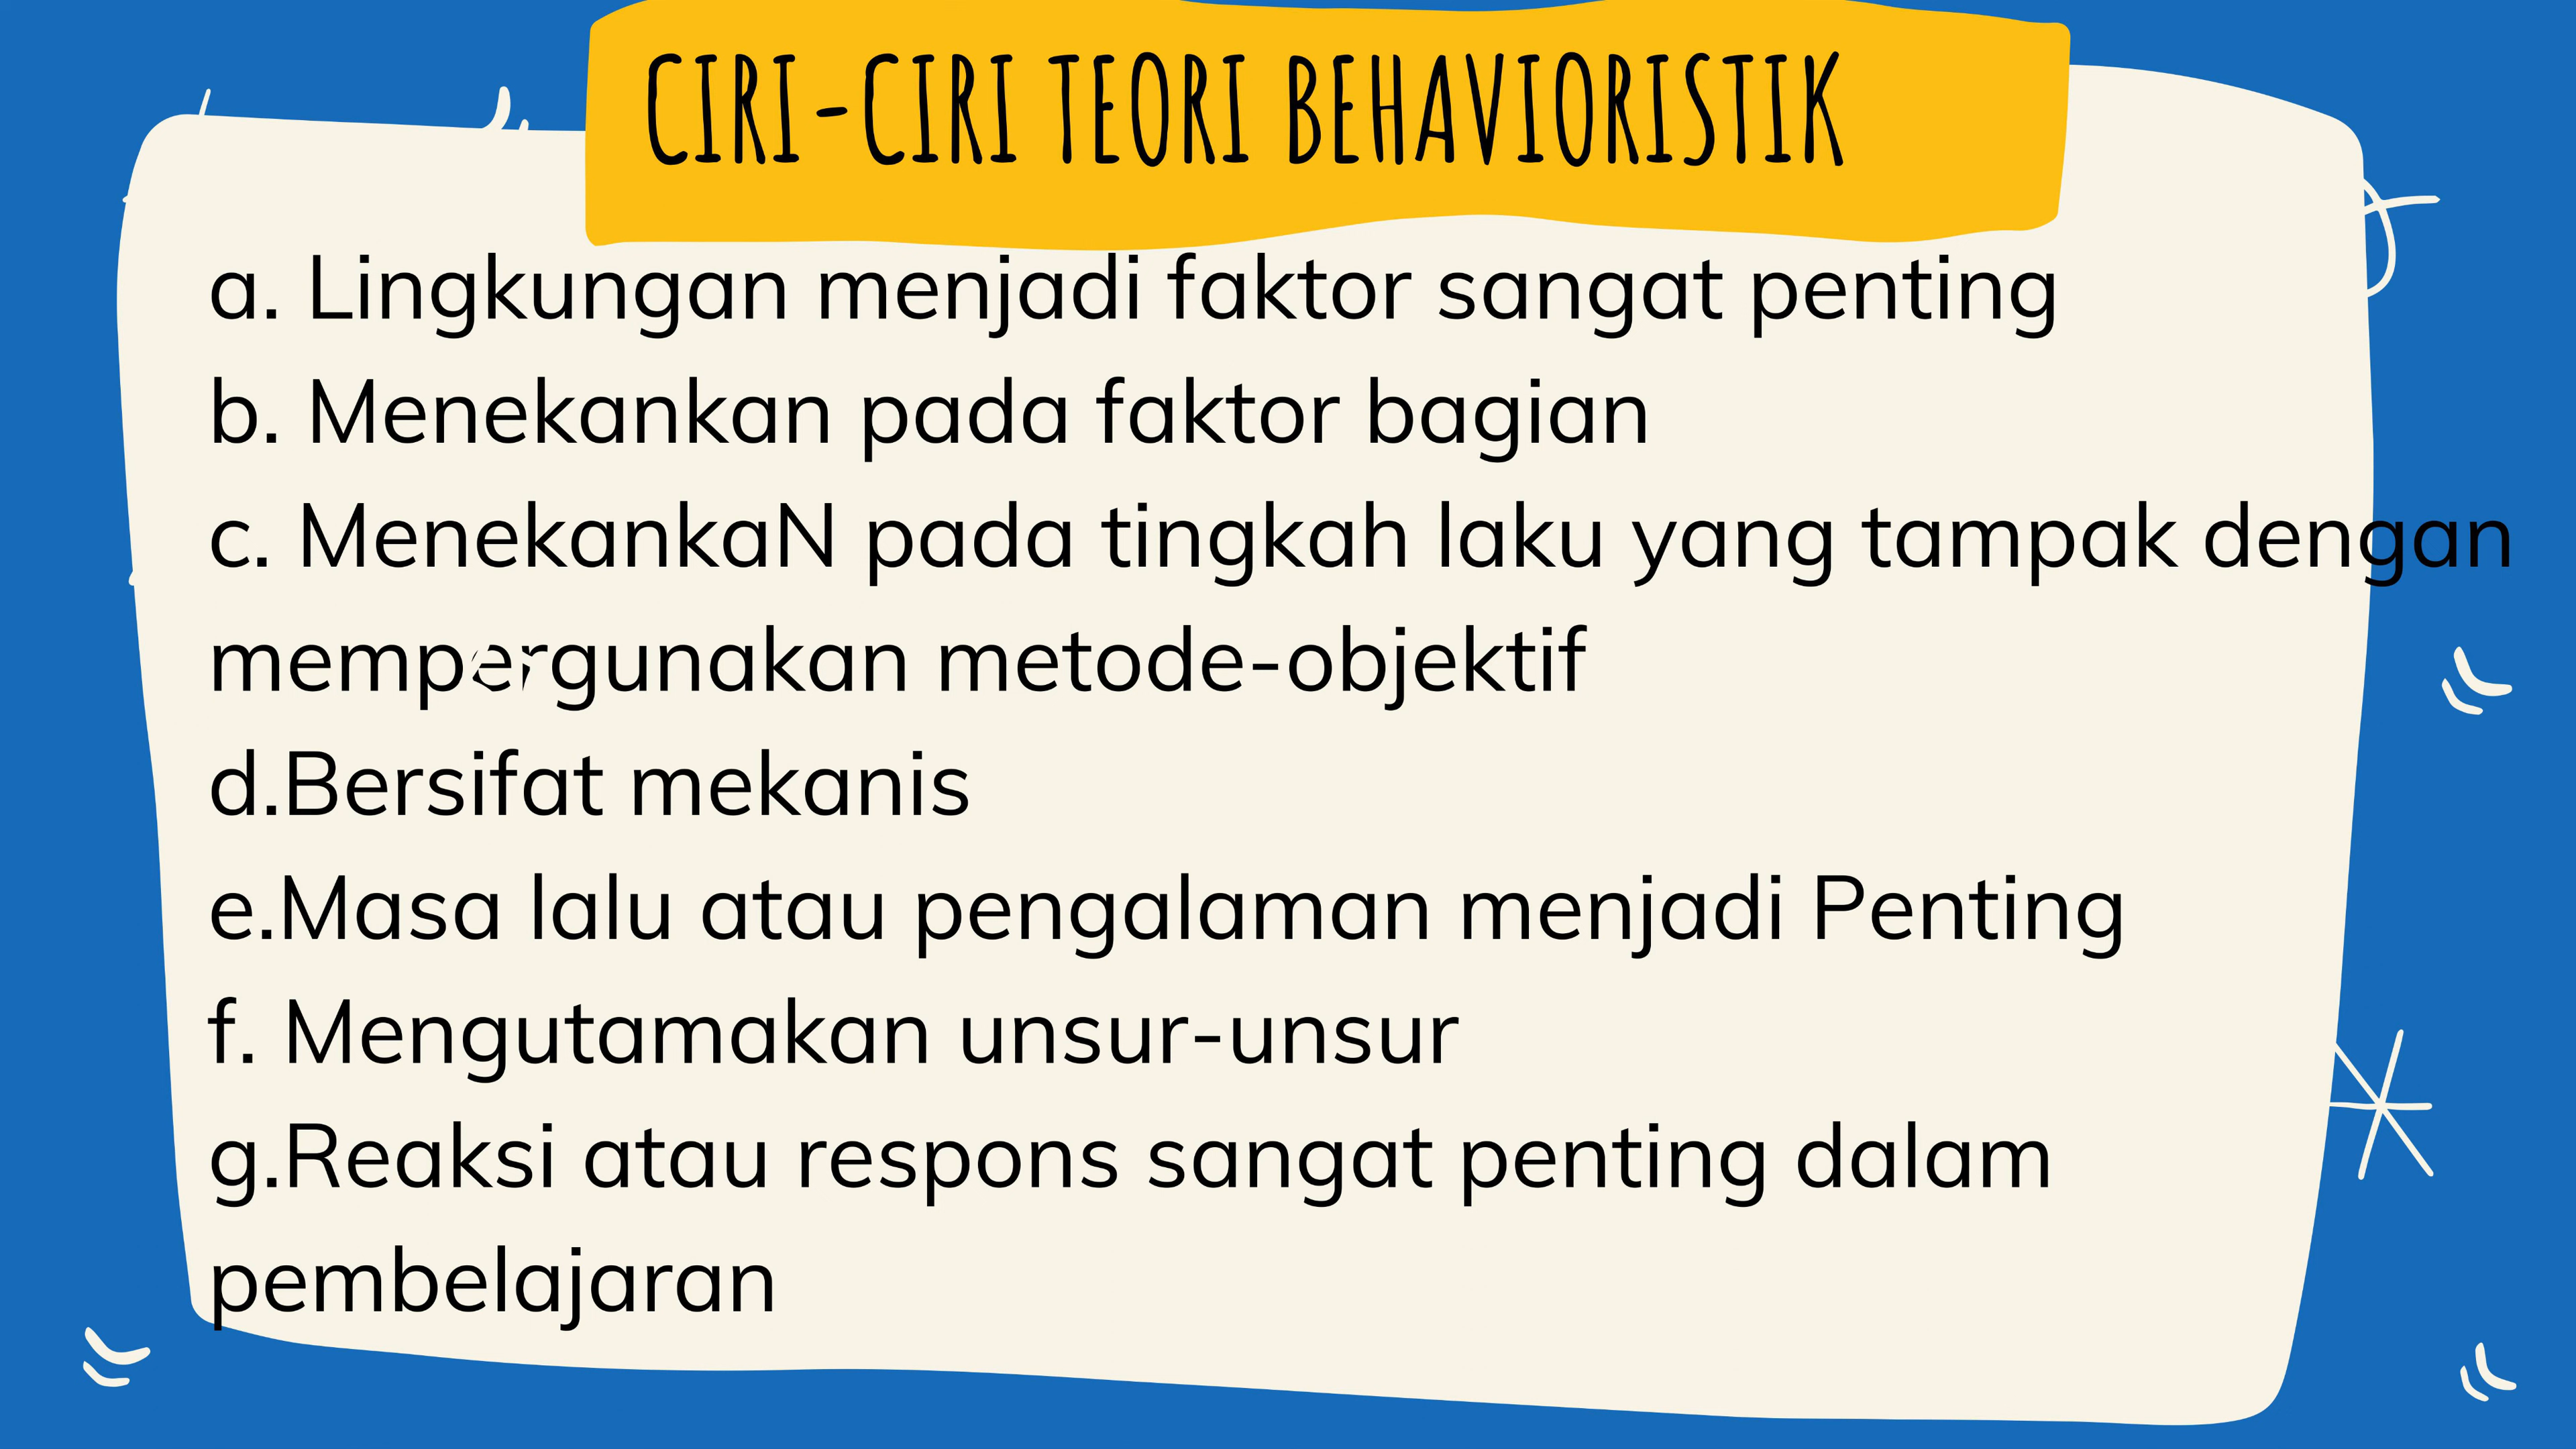 CIRI-CIRI TEORI BEHAVIORISTIK
a. Lingkungan menjadi faktor sangat penting
b. Menekankan pada faktor bagian
c. MenekankaN pada tingkah laku yang tampak dengan
mempergunakan metode-objektif
d.Bersifat mekanis
e.Masa lalu atau pengalaman menjadi Penting
f. Mengutamakan unsur-unsur
g.Reaksi atau respons sangat penting dalam
pembelajaran